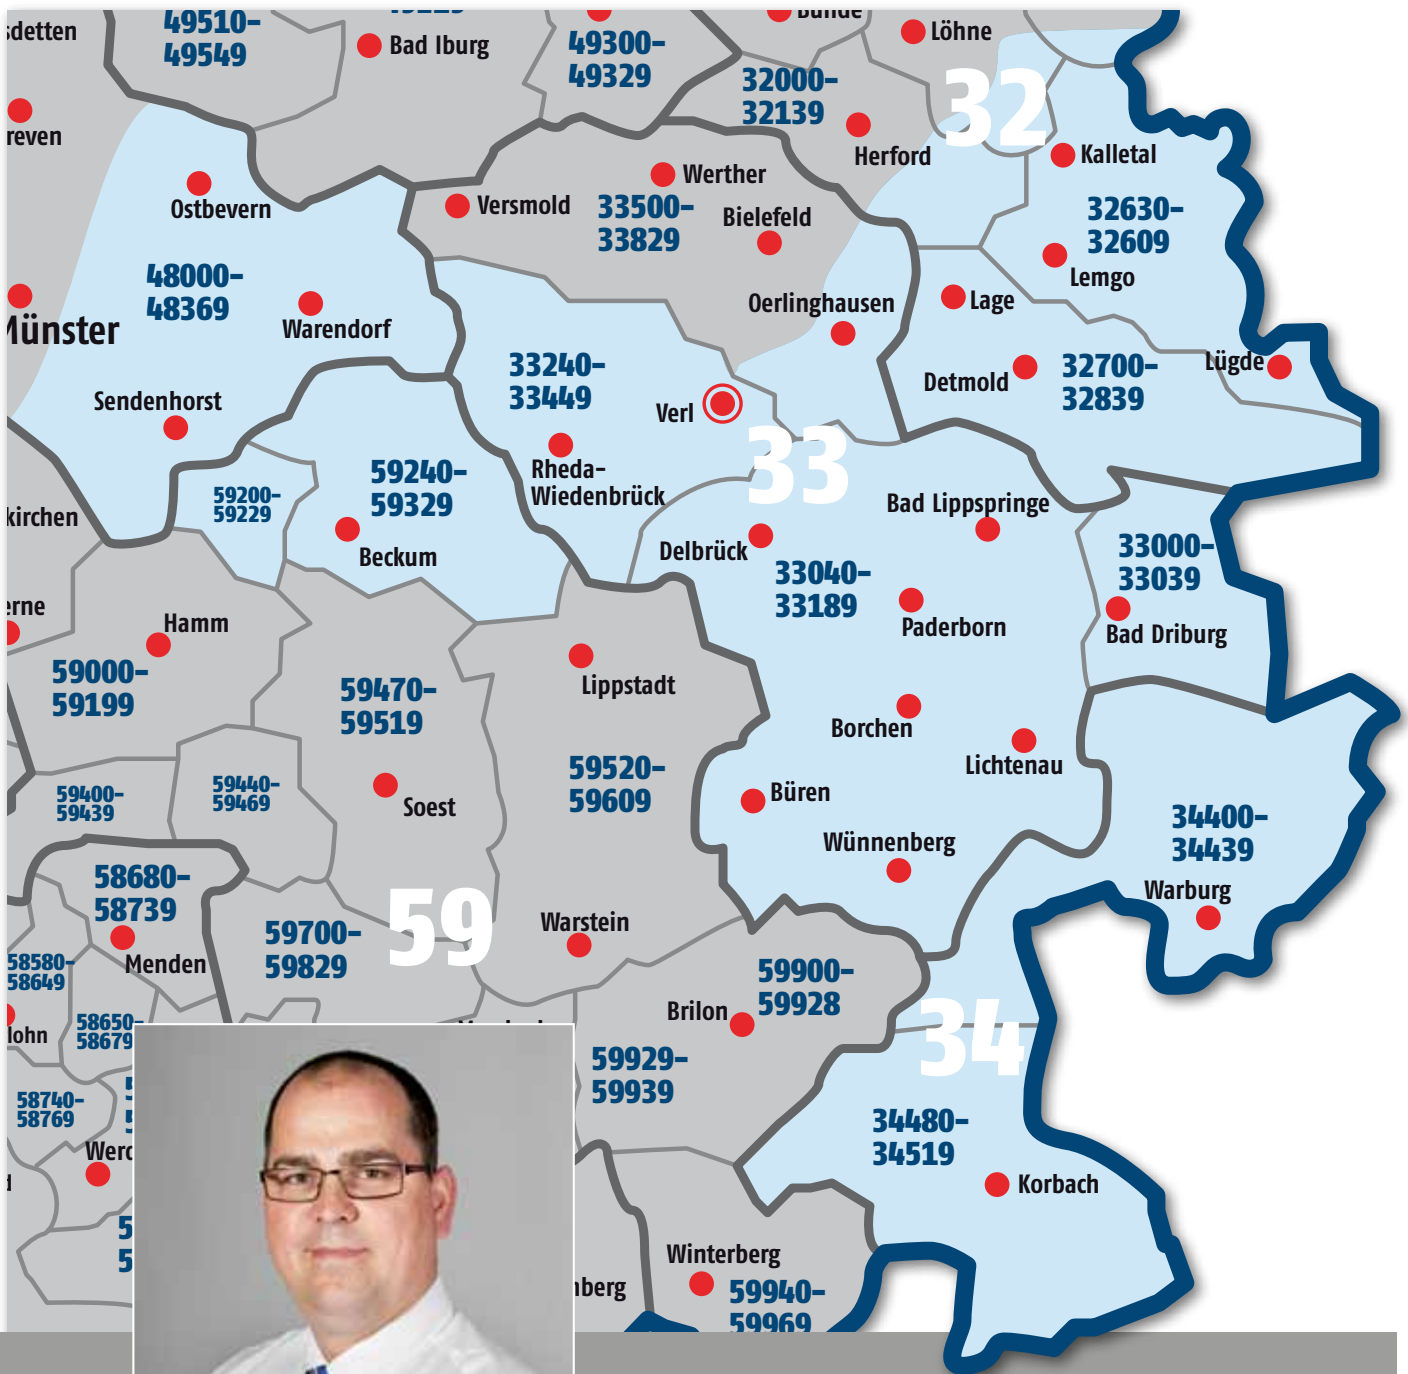 49510–
49549
Bad Iburg
49300–
49329
Löhne
32000–
32139
32
Herford
Kalletal
Werther
Versmold
33500–
33829
Bielefeld
32630–
32609
Ostbevern
Lemgo
48000–
48369
Warendorf
Oerlinghausen
Lage
Münster
33240–
33449
Detmold
32700–
32839
Lügde
Sendenhorst
Verl
33
59240–
59329
Rheda–
Wiedenbrück
59200–
59229
Bad Lippspringe
kirchen
Beckum
Delbrück
33040–
33189
33000–
33039
Hamm
Paderborn
Bad Driburg
59000–
59199
59470–
59519
Lippstadt
Borchen
Lichtenau
59520–
59609
59400–
59439
59440–
59469
Soest
Büren
34400–
34439
Wünnenberg
58680–
58739
Warburg
59
59700–
59829
Warstein
Menden
58580–
58649
59900–
59928
Brilon
34
58650–
58679
lohn
59929–
59939
58740–
58769
34480–
34519
Korbach
Winterberg
nberg
59940–
59969